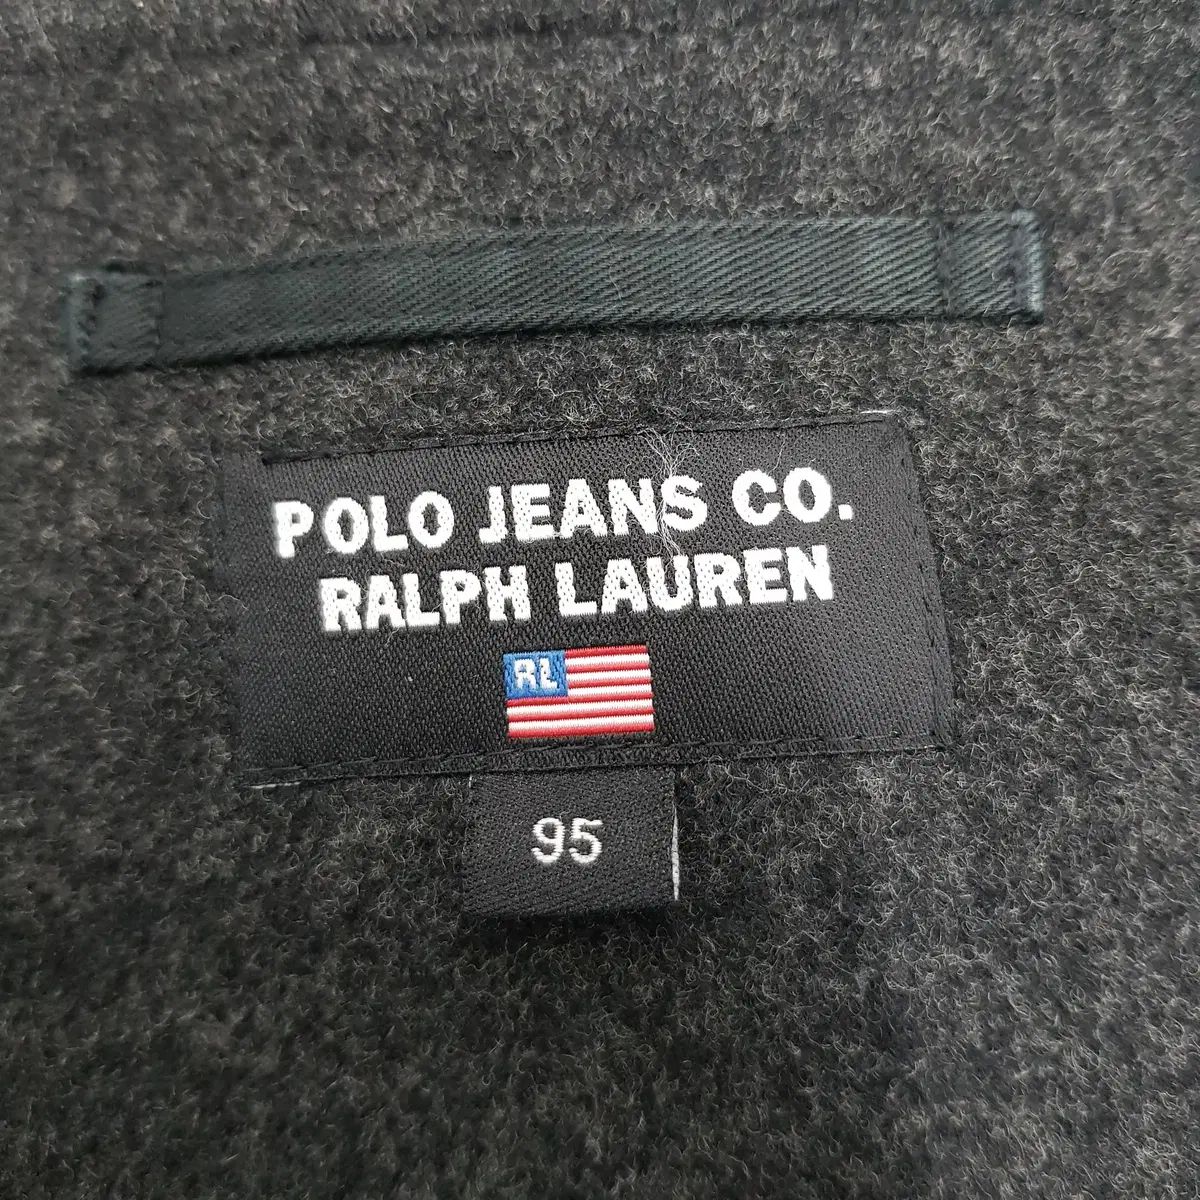 POLO JEANS CO.
RALPH LAUREN
RL
95